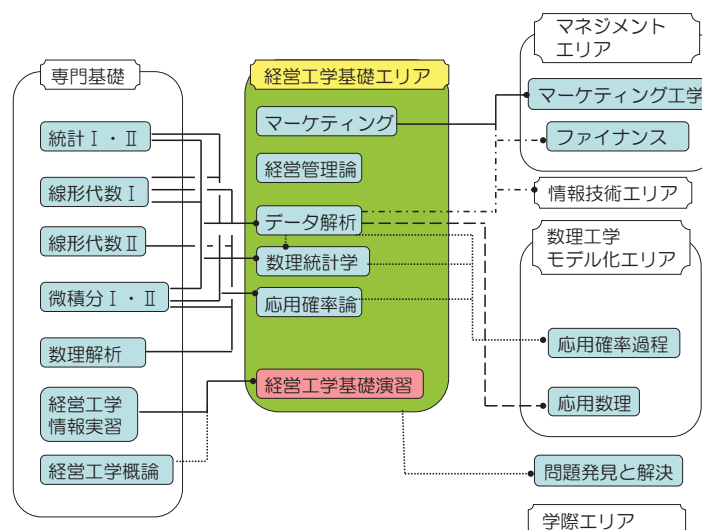 専門基礎
統計Ⅰ・Ⅱ
線形代数Ⅰ
線形代数Ⅱ
微積分Ⅰ・Ⅱ
数理解析
経営工学
情報実習
経営工学概論
経営工学基礎エリア
マーケティング
経営管理論
データ解析
数理統計学
応用確率論
経営工学基礎演習
マネジメント
エリア
マーケティング工学
ファイナンス
情報技術エリア
数理工学
モデル化エリア
応用確率過程
応用数理
問題発見と解決
学際エリア